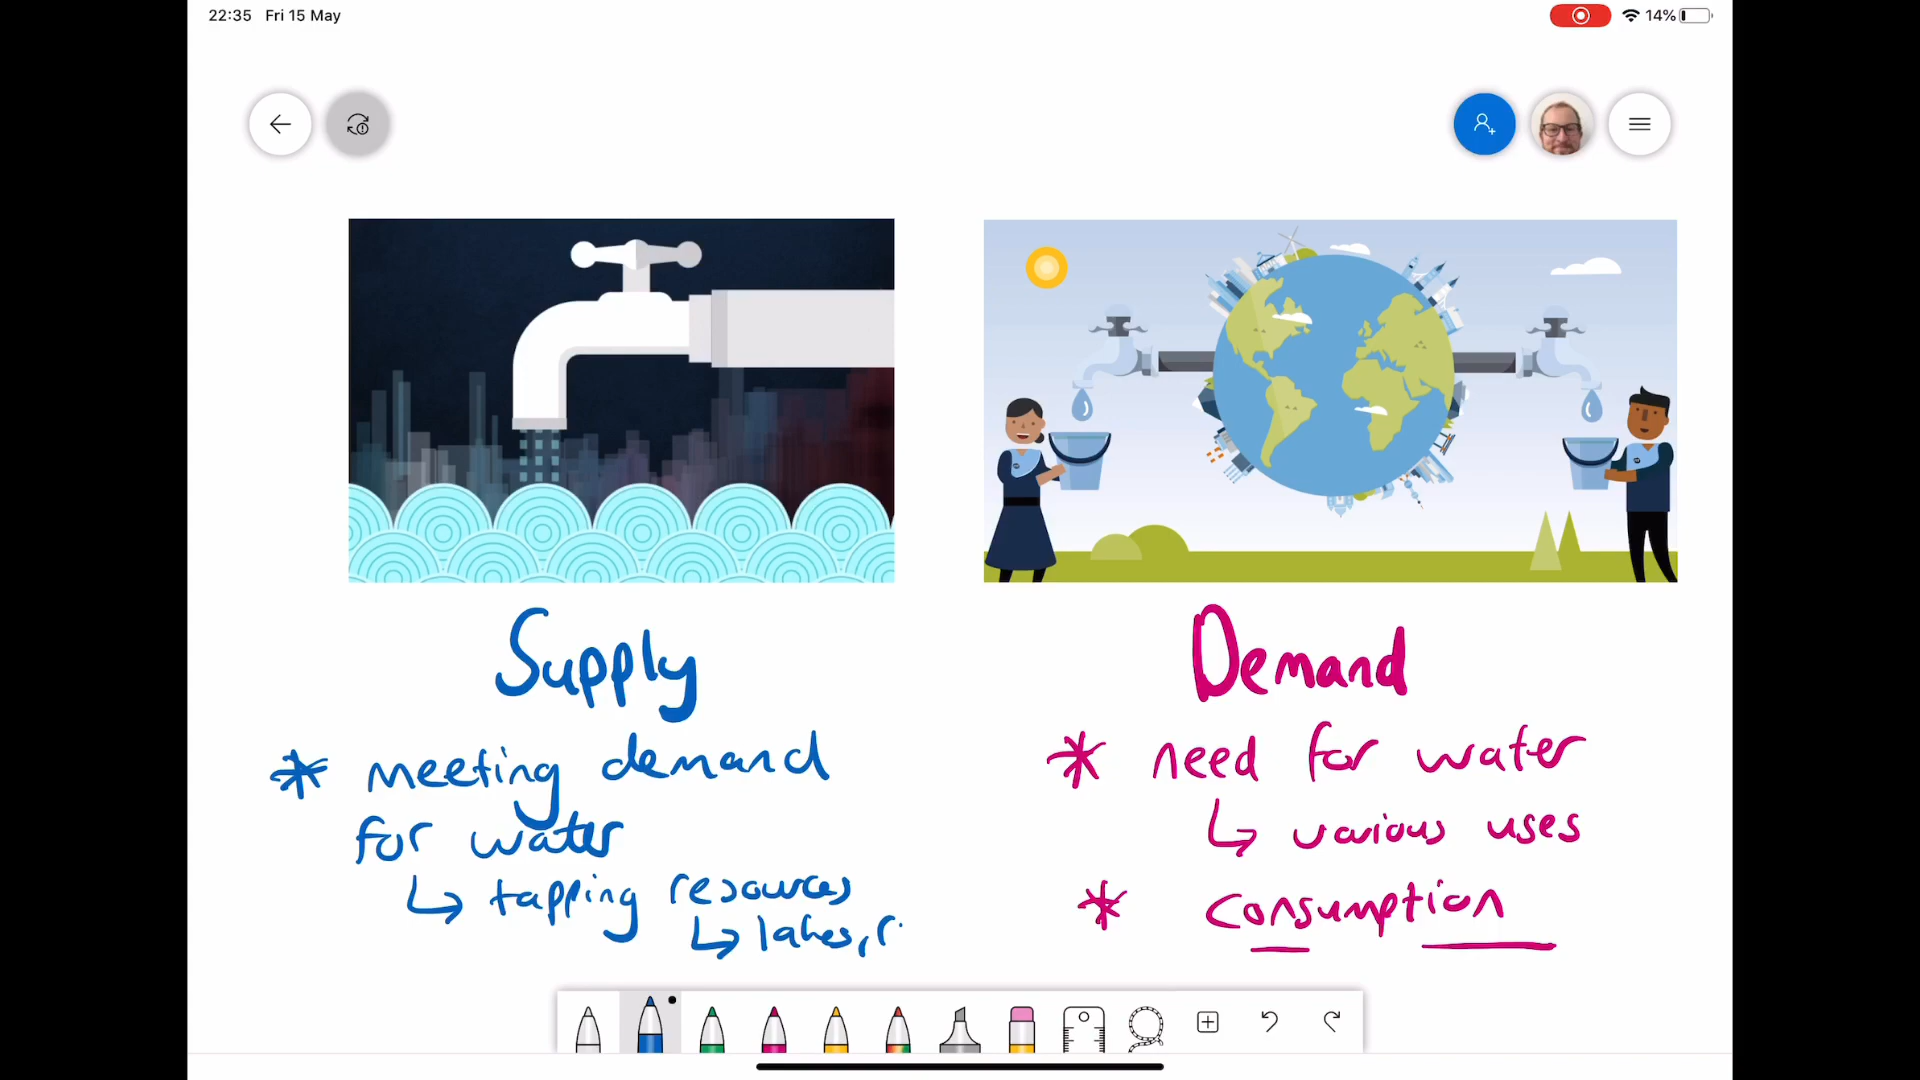 22:35 Fri 15 May
14%
Supply
* meeting demand
for water
↳ tapping resources
↳ lakes, r
Demand
* need for water
↳ various uses
* consumption